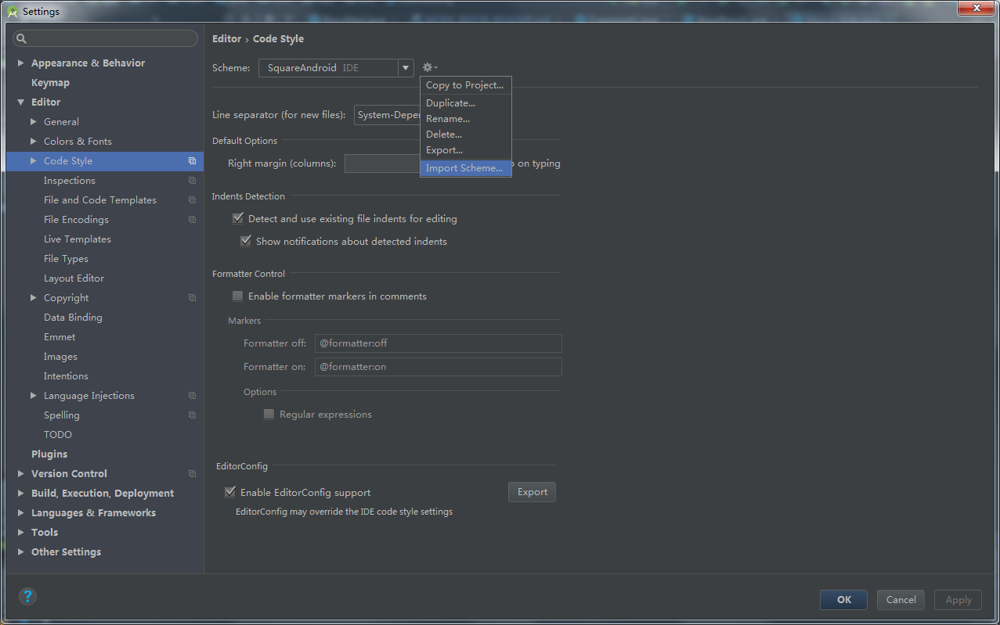 Settings
Appearance & Behavior
Keymap
Editor
General
Colors & Fonts
Code Style
Inspections
File and Code Templates
File Encodings
Live Templates
File Types
Layout Editor
Copyright
Data Binding
Emmet
Images
Intentions
Language Injections
Spelling
TODO
Plugins
Version Control
Build, Execution, Deployment
Languages & Frameworks
Tools
Other Settings
Editor › Code Style
Scheme: SquareAndroid IDE
Copy to Project...
Duplicate...
Rename...
Delete...
Export...
Import Scheme...
Line separator (for new files): System-Depen
Default Options
Right margin (columns): on typing
Indents Detection
Detect and use existing file indents for editing
Show notifications about detected indents
Formatter Control
Enable formatter markers in comments
Markers
Formatter off: @formatter:off
Formatter on: @formatter:on
Options
Regular expressions
EditorConfig
Enable EditorConfig support Export
EditorConfig may override the IDE code style settings
? OK Cancel Apply